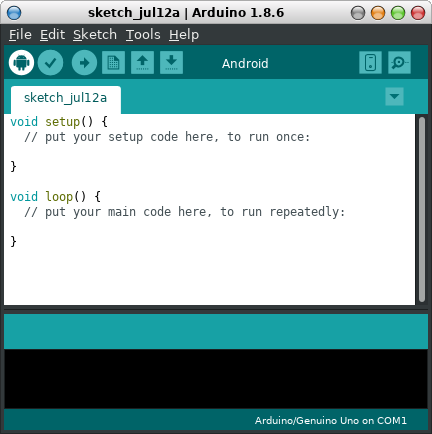 sketch_jul12a | Arduino 1.8.6
File Edit Sketch Tools Help
Android
sketch_jul12a
void setup() {
  // put your setup code here, to run once:
}
void loop() {
  // put your main code here, to run repeatedly:
}
Arduino/Genuino Uno on COM1